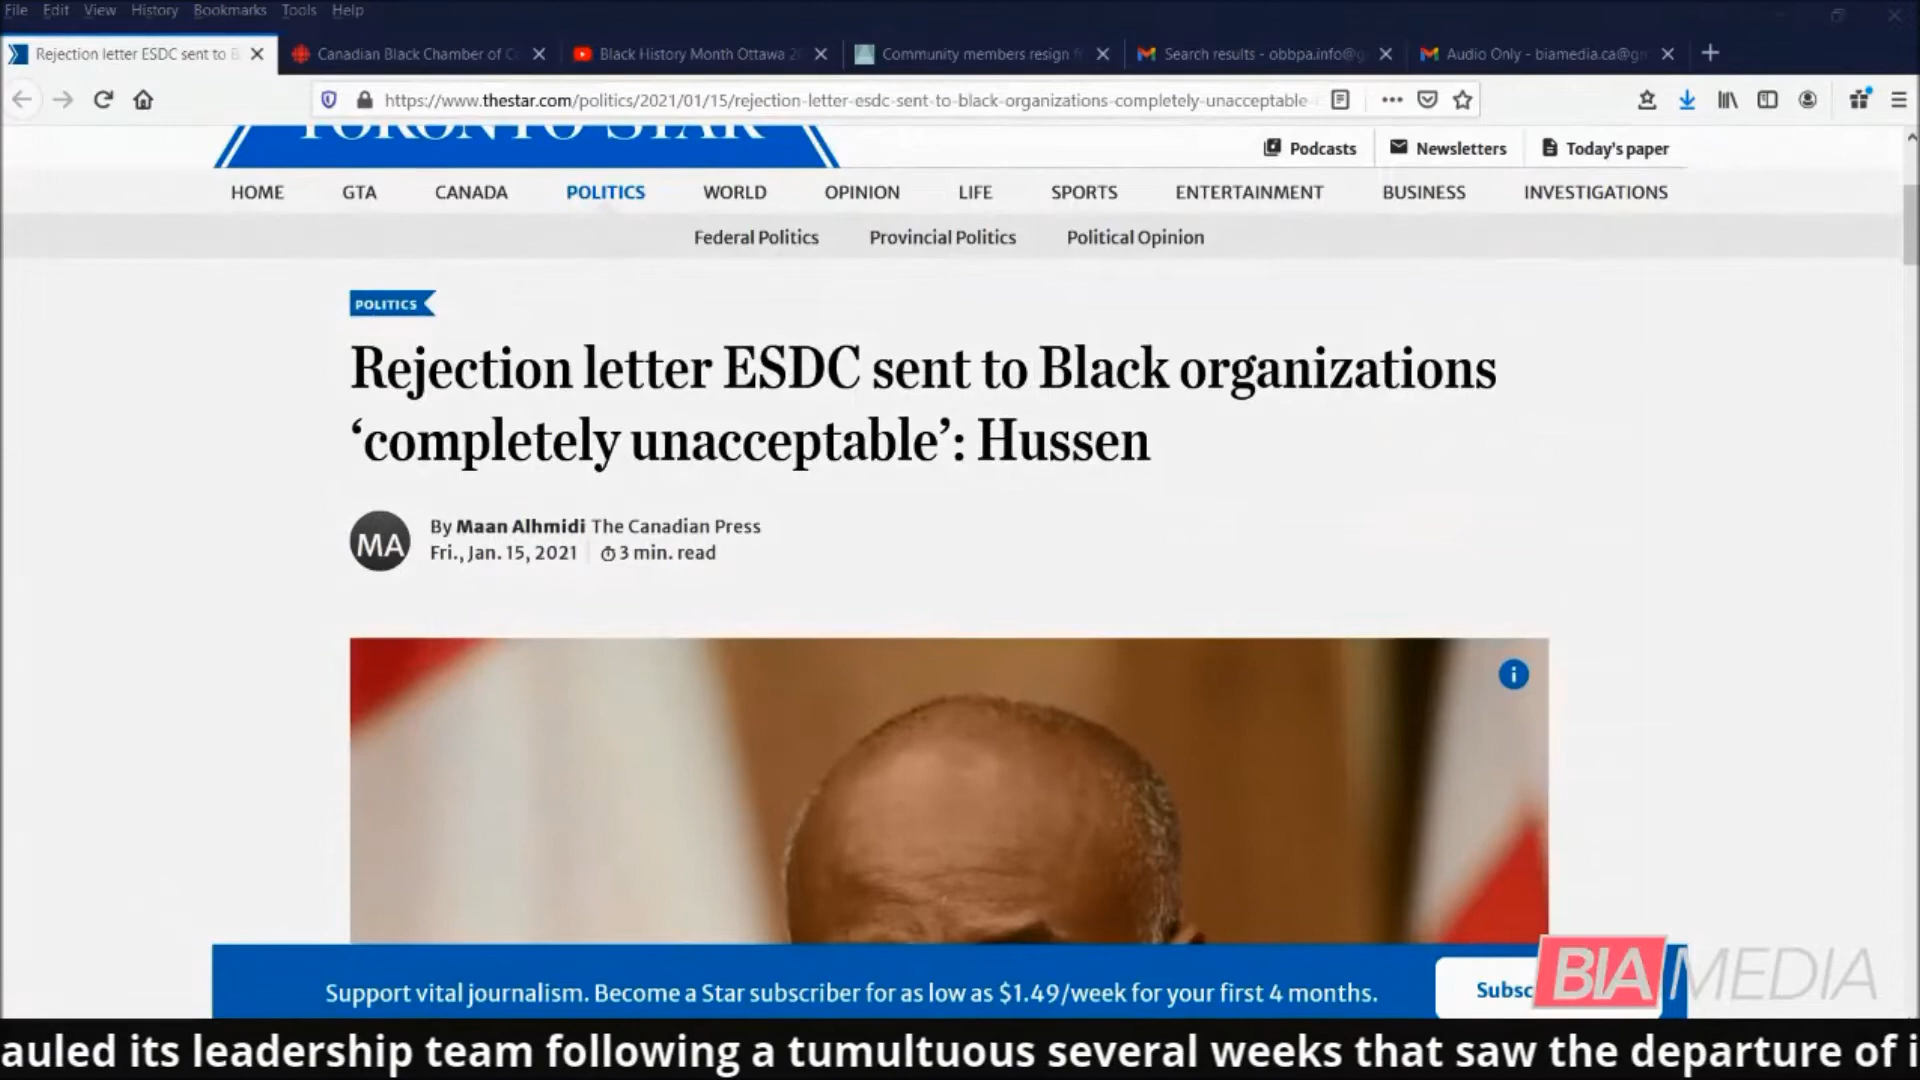 File Edit View History Bookmarks Tools Help
Rejection letter ESDC sent to B
Canadian Black Chamber of C
Black History Month Ottawa 2
Community members resign f
Search results - obbpa.info@g
Audio Only - biamedia.ca@gm
https://www.thestar.com/politics/2021/01/15/rejection-letter-esdc-sent-to-black-organizations-completely-unacceptable
TORONTO STAR
Podcasts
Newsletters
Today's paper
HOME GTA CANADA POLITICS WORLD OPINION LIFE SPORTS ENTERTAINMENT BUSINESS INVESTIGATIONS
Federal Politics Provincial Politics Political Opinion
POLITICS
Rejection letter ESDC sent to Black organizations
‘completely unacceptable’: Hussen
MA
By Maan Alhmidi The Canadian Press
Fri., Jan. 15, 2021 3 min. read
i
Support vital journalism. Become a Star subscriber for as low as $1.49/week for your first 4 months.
Subsc
BIA MEDIA
auled its leadership team following a tumultuous several weeks that saw the departure of i